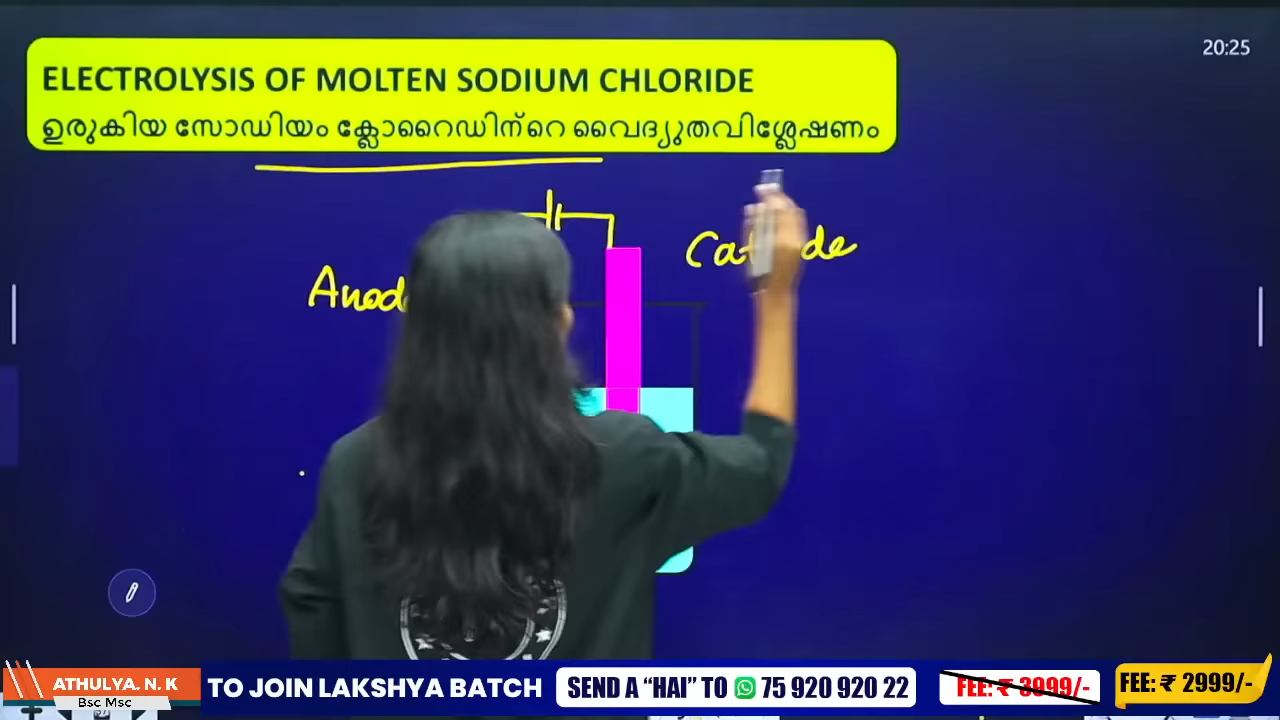 20:25
ELECTROLYSIS OF MOLTEN SODIUM CHLORIDE
ഉരുകിയ സോഡിയം ക്ലോറൈഡിന്റെ വൈദ്യുതവിശ്ലേഷണം
ATHULYA. N. K
Bsc Msc
TO JOIN LAKSHYA BATCH
SEND A “HAI” TO 75 920 920 22
FEE: ₹ 3999/-
FEE: ₹ 2999/-